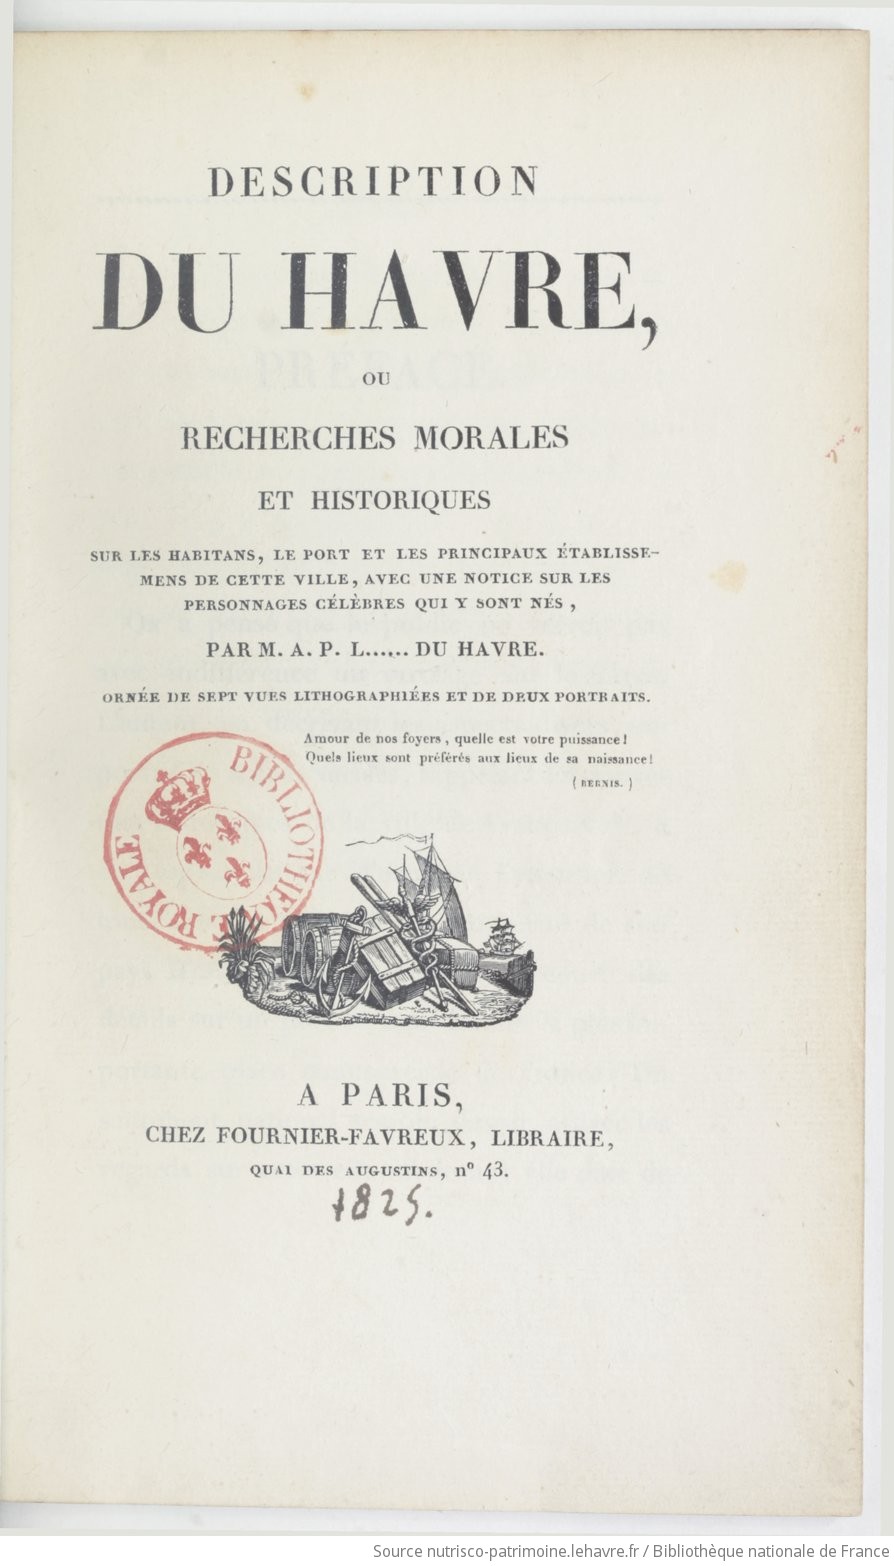 DESCRIPTION
DU HAVRE,
OU
RECHERCHES MORALES
ET HISTORIQUES
SUR LES HABITANS, LE PORT ET LES PRINCIPAUX ÉTABLISSE-
MENS DE CETTE VILLE, AVEC UNE NOTICE SUR LES
PERSONNAGES CÉLÈBRES QUI Y SONT NÉS,
PAR M. A. P. L...... DU HAVRE.
ORNÉE DE SEPT VUES LITHOGRAPHIÉES ET DE DEUX PORTRAITS.
Amour de nos foyers, quelle est votre puissance!
Quels lieux sont préférés aux lieux de sa naissance!
(BERNIS.)
BIBLIOTHEQUE ROYALE
A PARIS,
CHEZ FOURNIER-FAVREUX, LIBRAIRE,
QUAI DES AUGUSTINS, nº 43.
1825.
Source nutrisco-patrimoine.lehavre.fr / Bibliothèque nationale de France